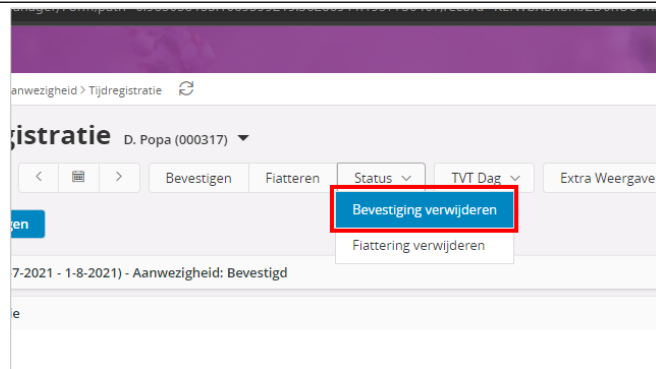 anwezigheid > Tijdregistratie
gistratie D. Popa (000317)
< > Bevestigen Fiatteren Status TVT Dag Extra Weergave
en Bevestiging verwijderen
Fiattering verwijderen
7-2021 - 1-8-2021) - Aanwezigheid: Bevestigd
ie